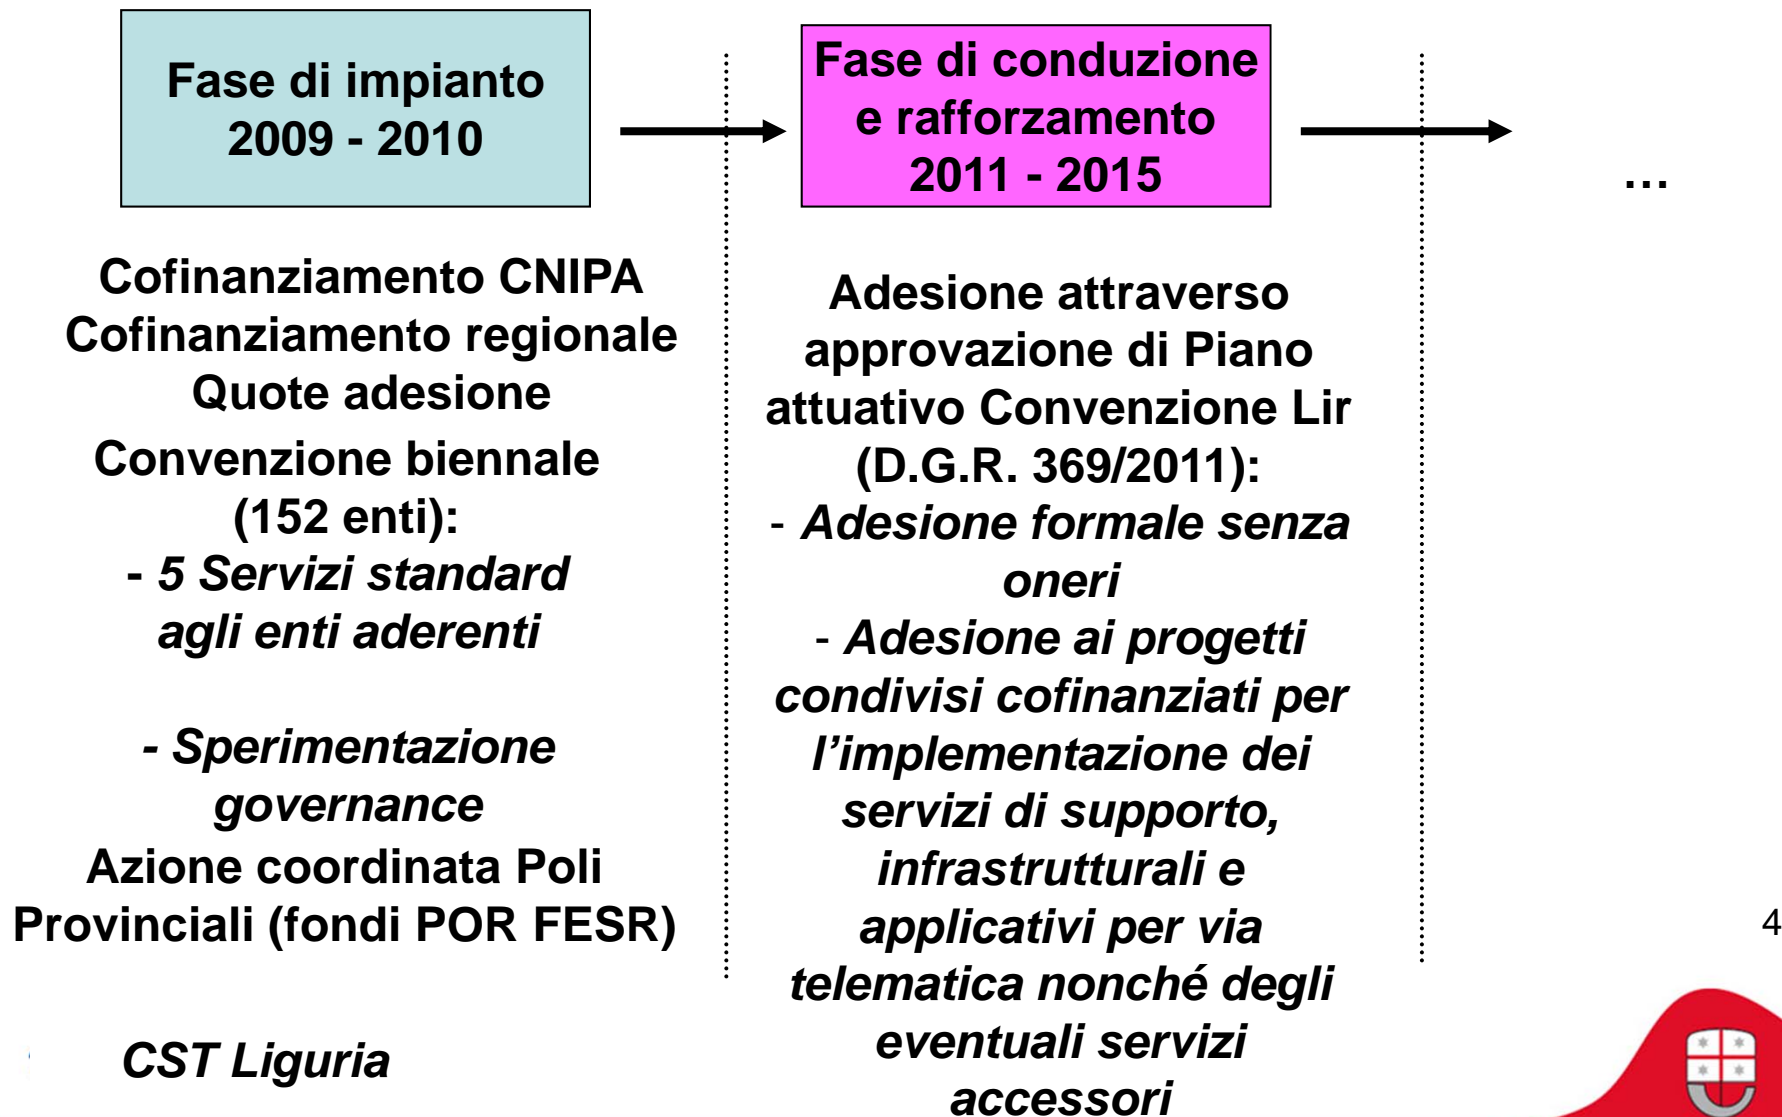 Fase di impianto
2009 - 2010
Fase di conduzione
e rafforzamento
2011 - 2015
…
Cofinanziamento CNIPA
Cofinanziamento regionale
Quote adesione
Convenzione biennale
(152 enti):
- 5 Servizi standard
agli enti aderenti
- Sperimentazione
governance
Azione coordinata Poli
Provinciali (fondi POR FESR)
Adesione attraverso
approvazione di Piano
attuativo Convenzione Lir
(D.G.R. 369/2011):
- Adesione formale senza
oneri
- Adesione ai progetti
condivisi cofinanziati per
l’implementazione dei
servizi di supporto,
infrastrutturali e
applicativi per via
telematica nonché degli
eventuali servizi
accessori
4
CST Liguria